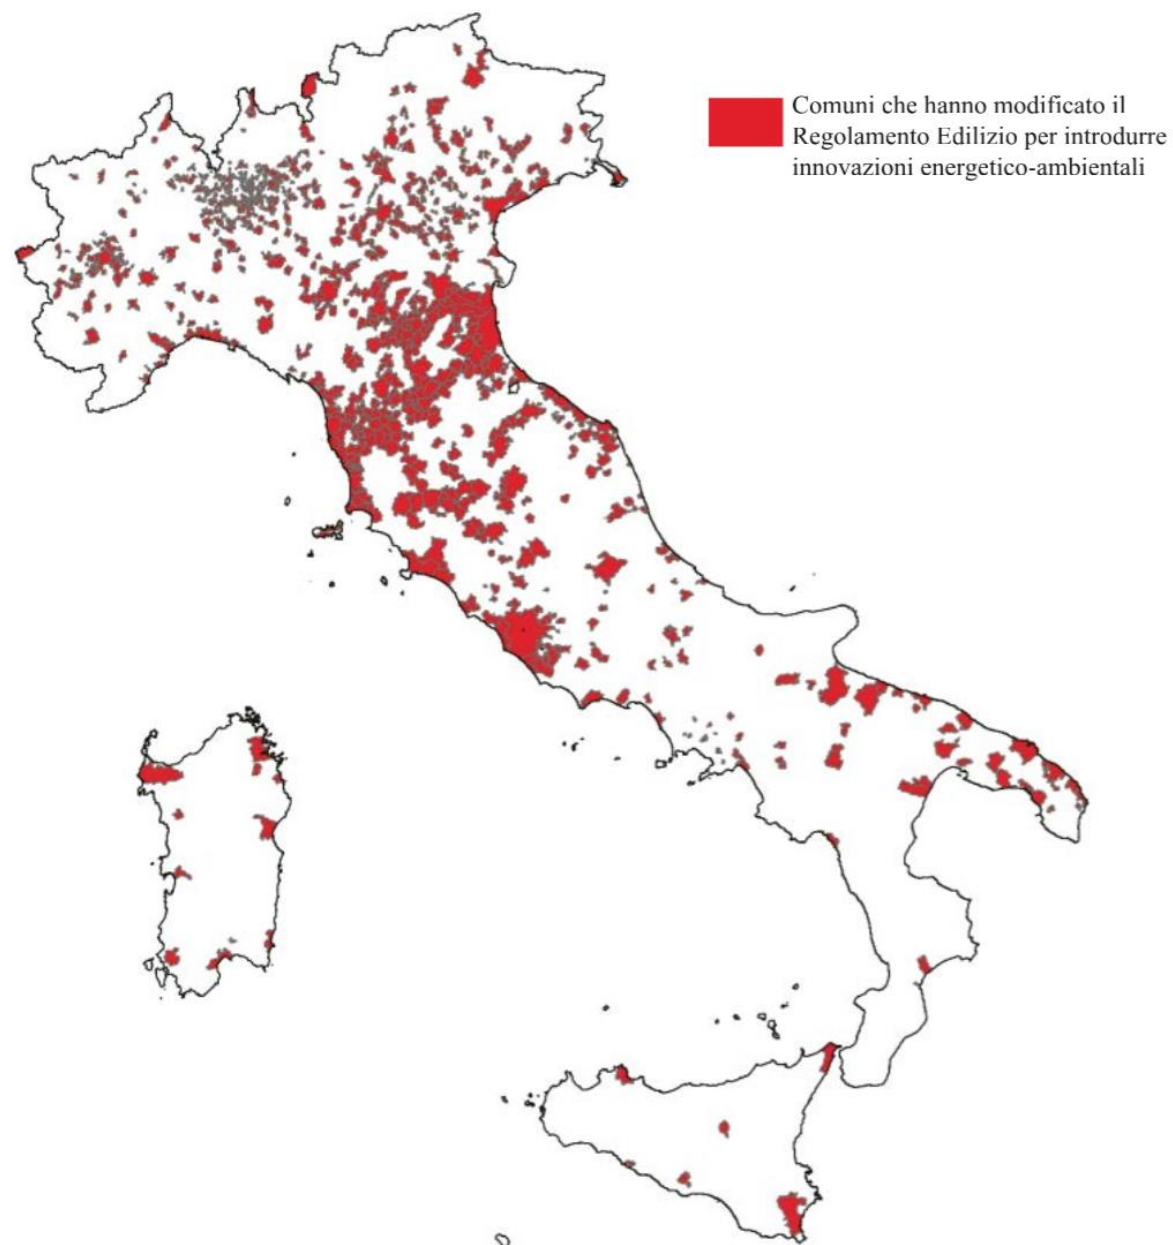 Comuni che hanno modificato il
Regolamento Edilizio per introdurre
innovazioni energetico-ambientali